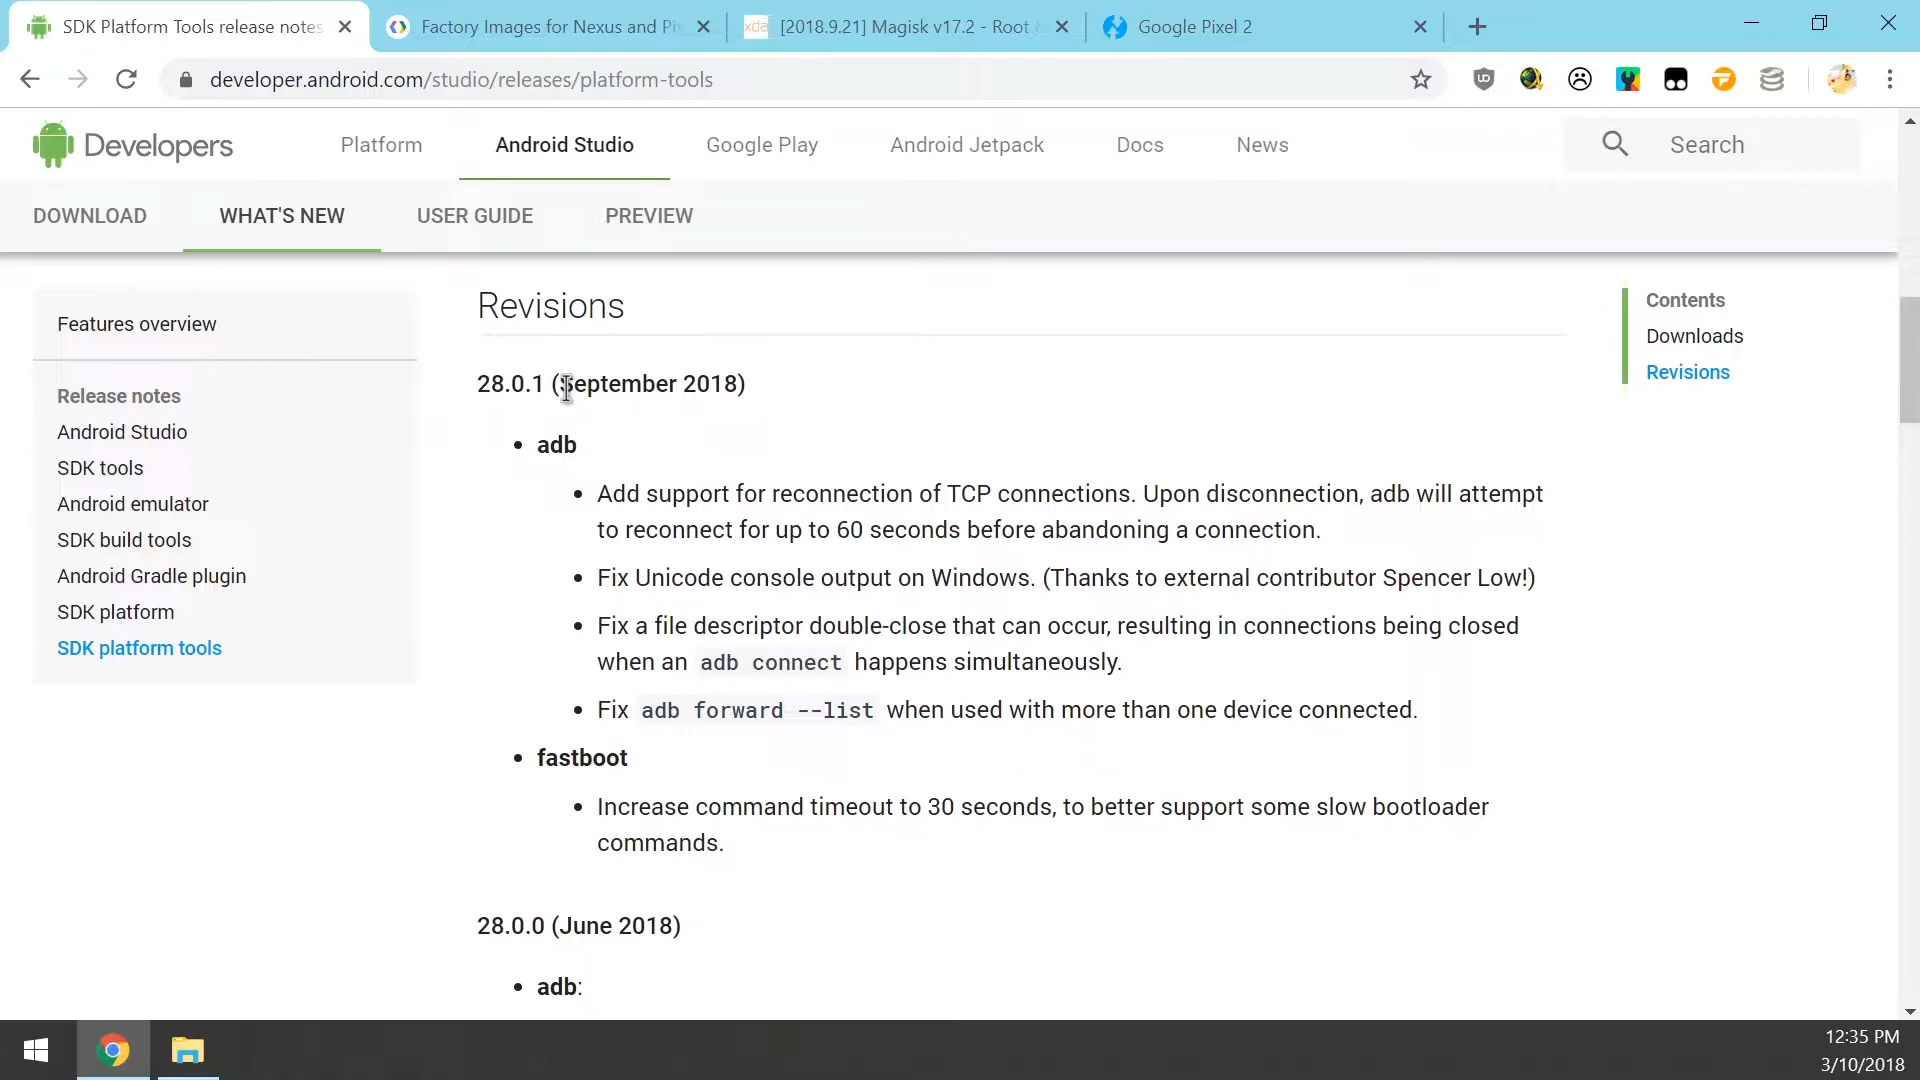 SDK Platform Tools release notes
Factory Images for Nexus and Pi
xda [2018.9.21] Magisk v17.2 - Root &
Google Pixel 2
developer.android.com/studio/releases/platform-tools
Developers
Platform
Android Studio
Google Play
Android Jetpack
Docs
News
Search
DOWNLOAD
WHAT'S NEW
USER GUIDE
PREVIEW
Features overview
Release notes
Android Studio
SDK tools
Android emulator
SDK build tools
Android Gradle plugin
SDK platform
SDK platform tools
Revisions
28.0.1 (September 2018)
• adb
• Add support for reconnection of TCP connections. Upon disconnection, adb will attempt
to reconnect for up to 60 seconds before abandoning a connection.
• Fix Unicode console output on Windows. (Thanks to external contributor Spencer Low!)
• Fix a file descriptor double-close that can occur, resulting in connections being closed
when an adb connect happens simultaneously.
• Fix adb forward --list when used with more than one device connected.
• fastboot
• Increase command timeout to 30 seconds, to better support some slow bootloader
commands.
28.0.0 (June 2018)
• adb:
Contents
Downloads
Revisions
12:35 PM
3/10/2018